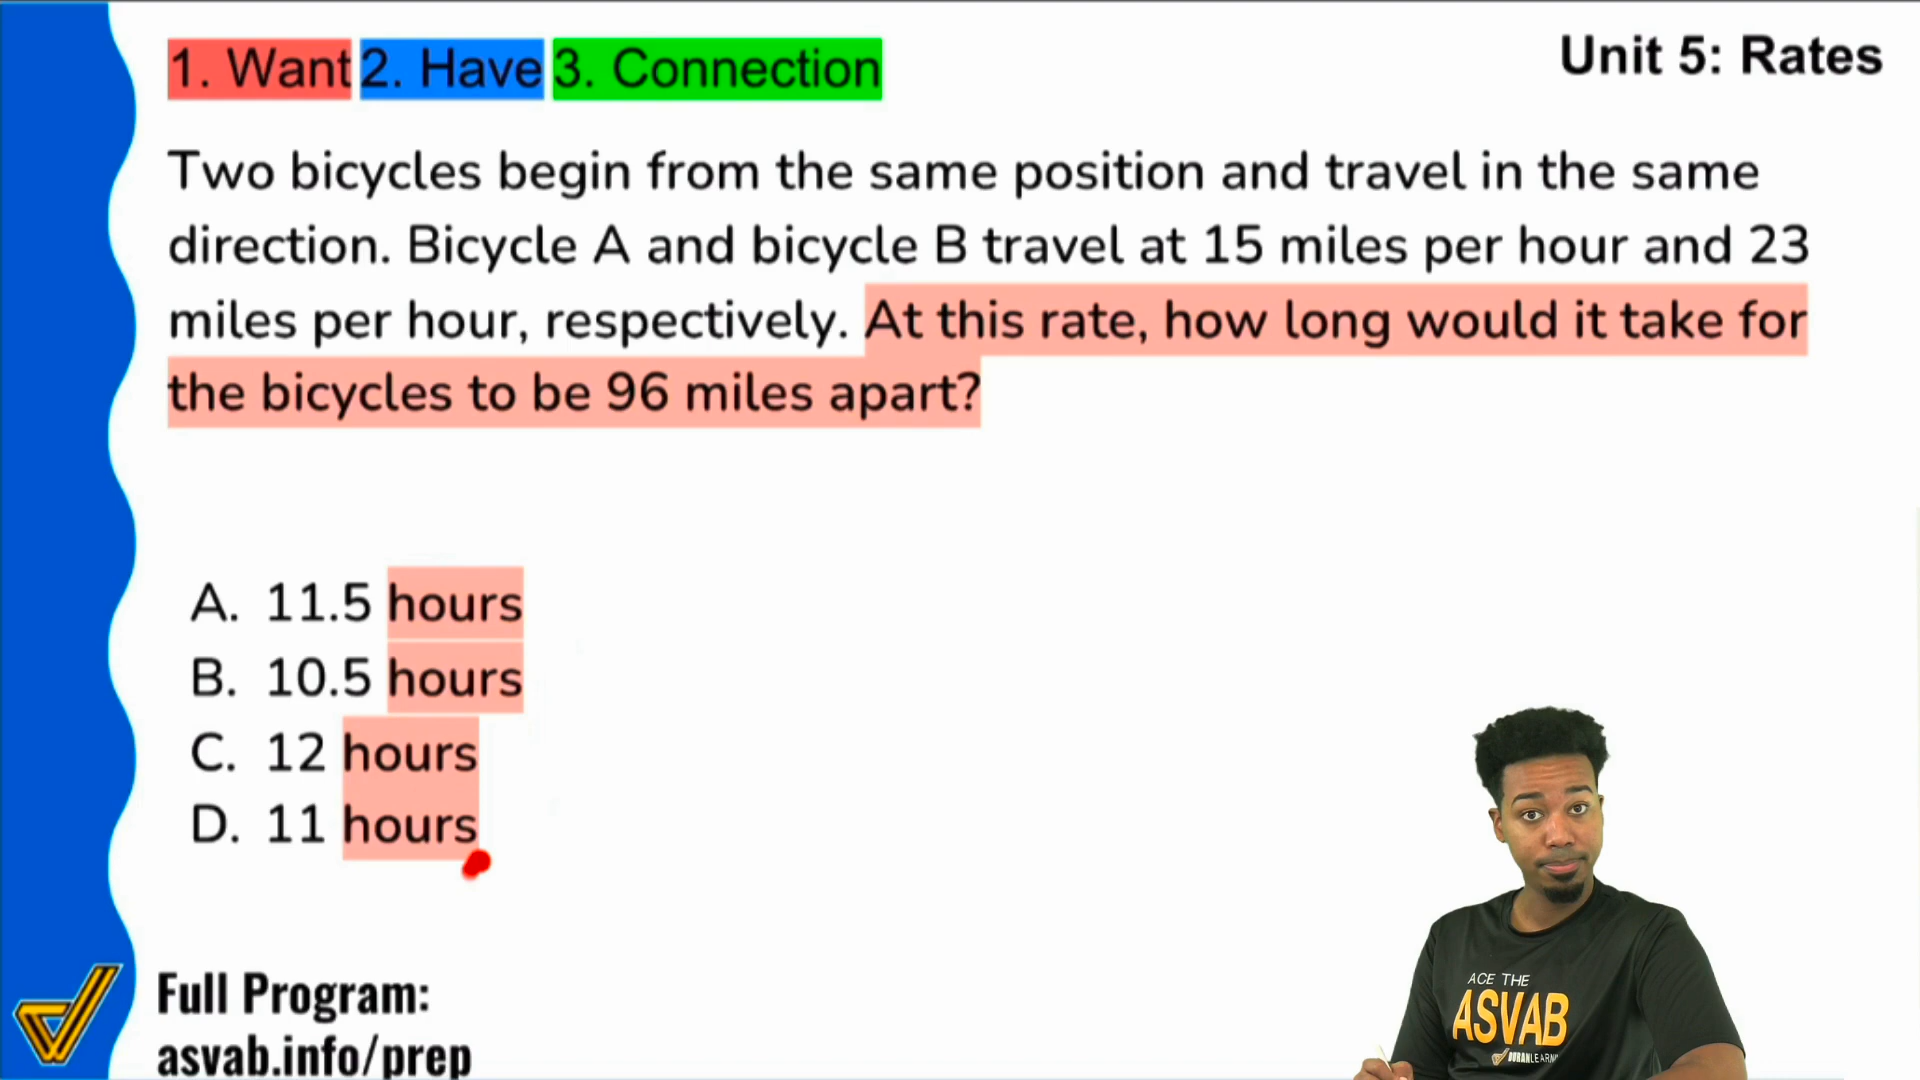 1. Want 2. Have 3. Connection
Unit 5: Rates
Two bicycles begin from the same position and travel in the same
direction. Bicycle A and bicycle B travel at 15 miles per hour and 23
miles per hour, respectively. At this rate, how long would it take for
the bicycles to be 96 miles apart?
A. 11.5 hours
B. 10.5 hours
C. 12 hours
D. 11 hours
Full Program:
asvab.info/prep
ACE THE
ASVAB